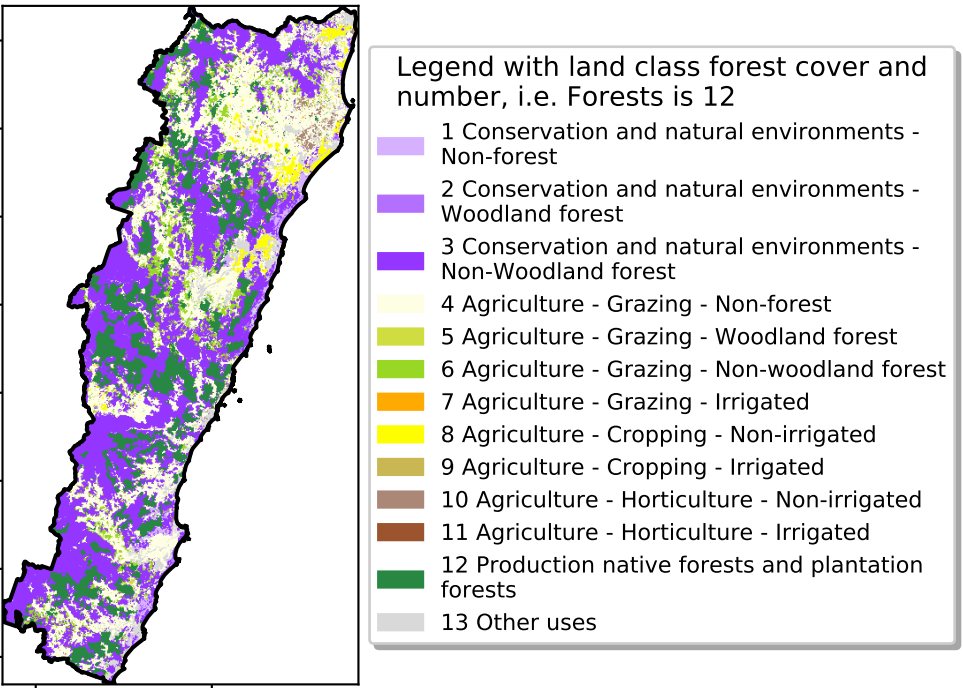 Legend with land class forest cover and
number, i.e. Forests is 12
1 Conservation and natural environments -
Non-forest
2 Conservation and natural environments -
Woodland forest
3 Conservation and natural environments -
Non-Woodland forest
4 Agriculture - Grazing - Non-forest
5 Agriculture - Grazing - Woodland forest
6 Agriculture - Grazing - Non-woodland forest
7 Agriculture - Grazing - Irrigated
8 Agriculture - Cropping - Non-irrigated
9 Agriculture - Cropping - Irrigated
10 Agriculture - Horticulture - Non-irrigated
11 Agriculture - Horticulture - Irrigated
12 Production native forests and plantation
forests
13 Other uses